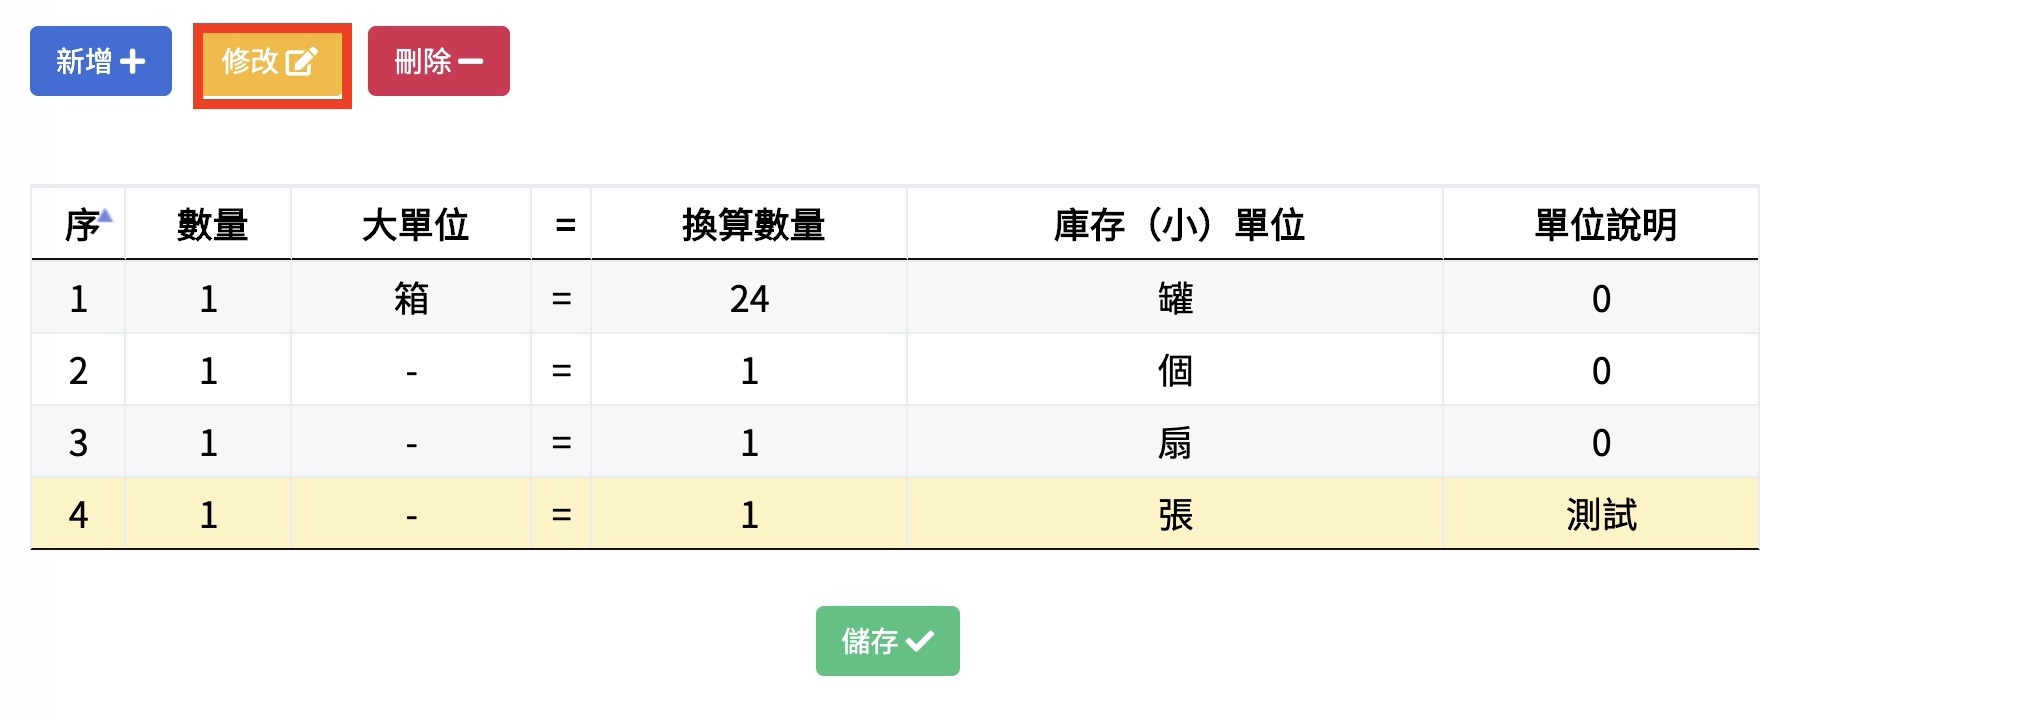 新增 修改 刪除
序 數量 大單位 = 換算數量 庫存（小）單位 單位說明
1 1 箱 = 24 罐 0
2 1 - = 1 個 0
3 1 - = 1 扇 0
4 1 - = 1 張 測試
儲存